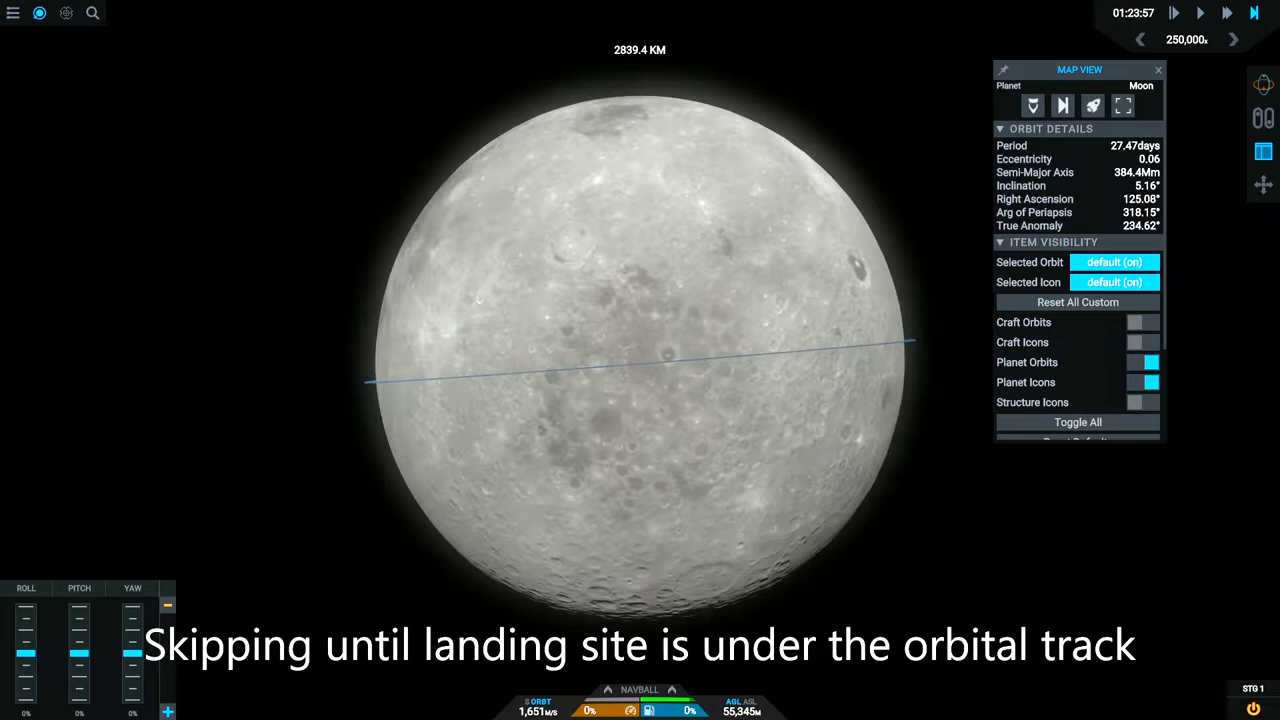 01:23:57
250,000x
2839.4 KM
MAP VIEW
Planet Moon
ORBIT DETAILS
Period 27.47days
Eccentricity 0.06
Semi-Major Axis 384.4Mm
Inclination 5.16°
Right Ascension 125.08°
Arg of Periapsis 318.15°
True Anomaly 234.62°
ITEM VISIBILITY
Selected Orbit default (on)
Selected Icon default (on)
Reset All Custom
Craft Orbits
Craft Icons
Planet Orbits
Planet Icons
Structure Icons
Toggle All
ROLL PITCH YAW
Skipping until landing site is under the orbital track
0% 0% 0%
NAVBALL
S ORBT
1,651M/S
0% 0%
AGL ASL
55,345M
STG 1